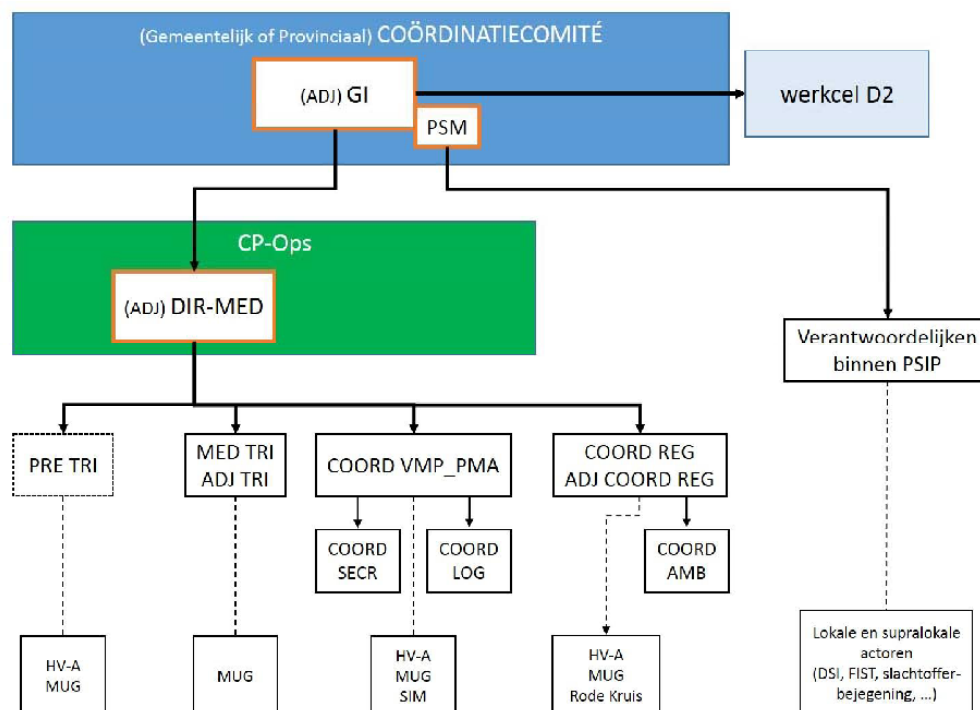 (Gemeentelijk of Provinciaal) COÖRDINATIECOMITÉ
(ADJ) GI
PSM
werkcel D2
CP-Ops
(ADJ) DIR-MED
Verantwoordelijken
binnen PSIP
PRE TRI
MED TRI
ADJ TRI
COORD VMP_PMA
COORD REG
ADJ COORD REG
COORD
SECR
COORD
LOG
COORD
AMB
HV-A
MUG
MUG
HV-A
MUG
SIM
HV-A
MUG
Rode Kruis
Lokale en supralokale
actoren
(DSI, FIST, slachtoffer-
bejegening, ...)